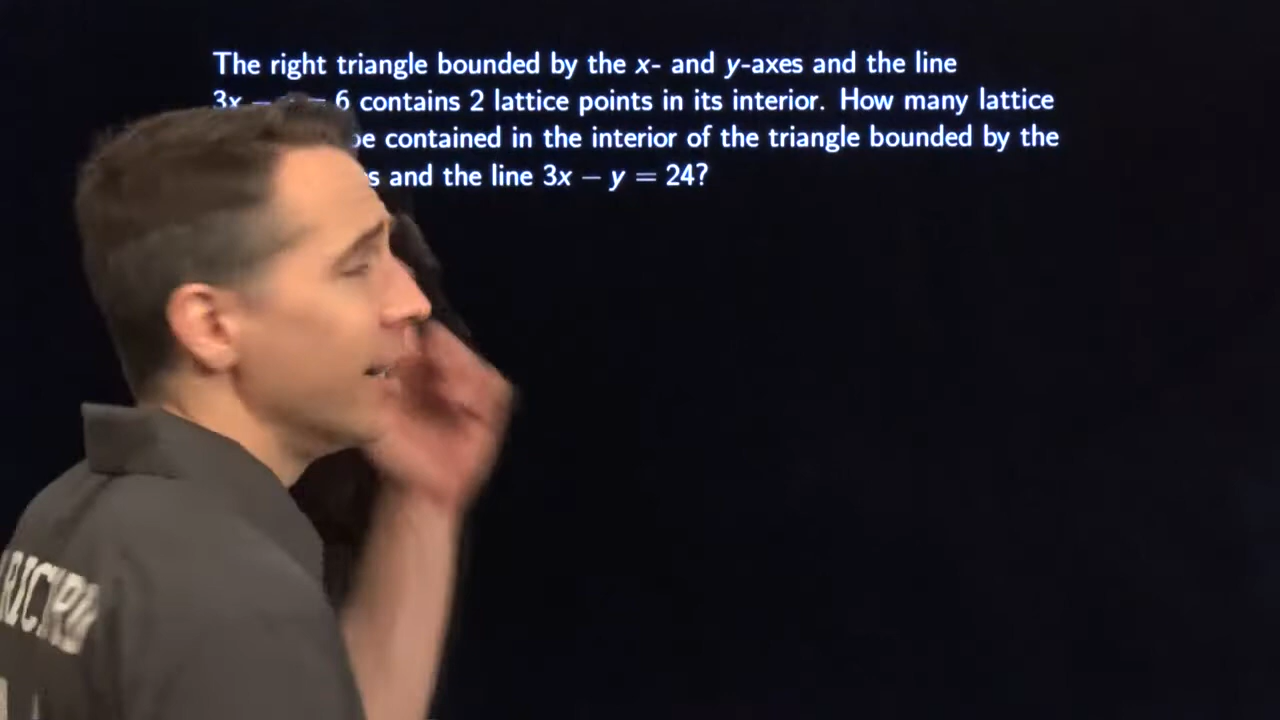 The right triangle bounded by the x- and y-axes and the line
3x – = 6 contains 2 lattice points in its interior. How many lattice
be contained in the interior of the triangle bounded by the
and the line 3x − y = 24?